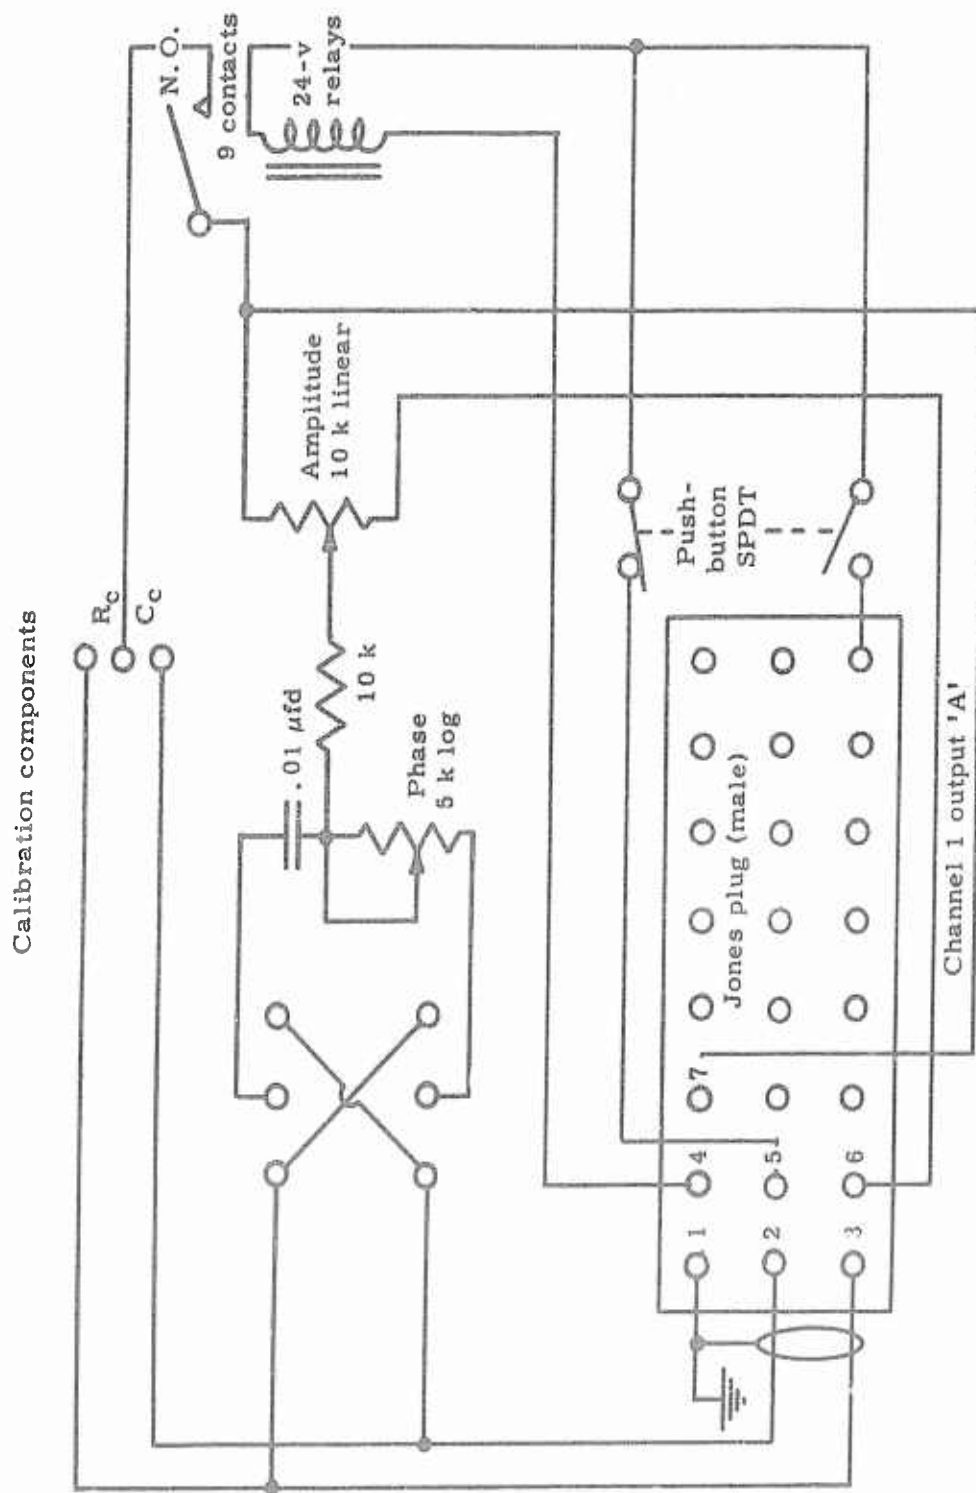 Calibration components
R_c
C_c
N.O.
9 contacts
24-v
relays
Amplitude
10 k linear
10 k
.01 μfd
Phase
5 k log
Push-
button
SPDT
Jones plug (male)
1
4
7
2
5
3
6
Channel 1 output 'A'